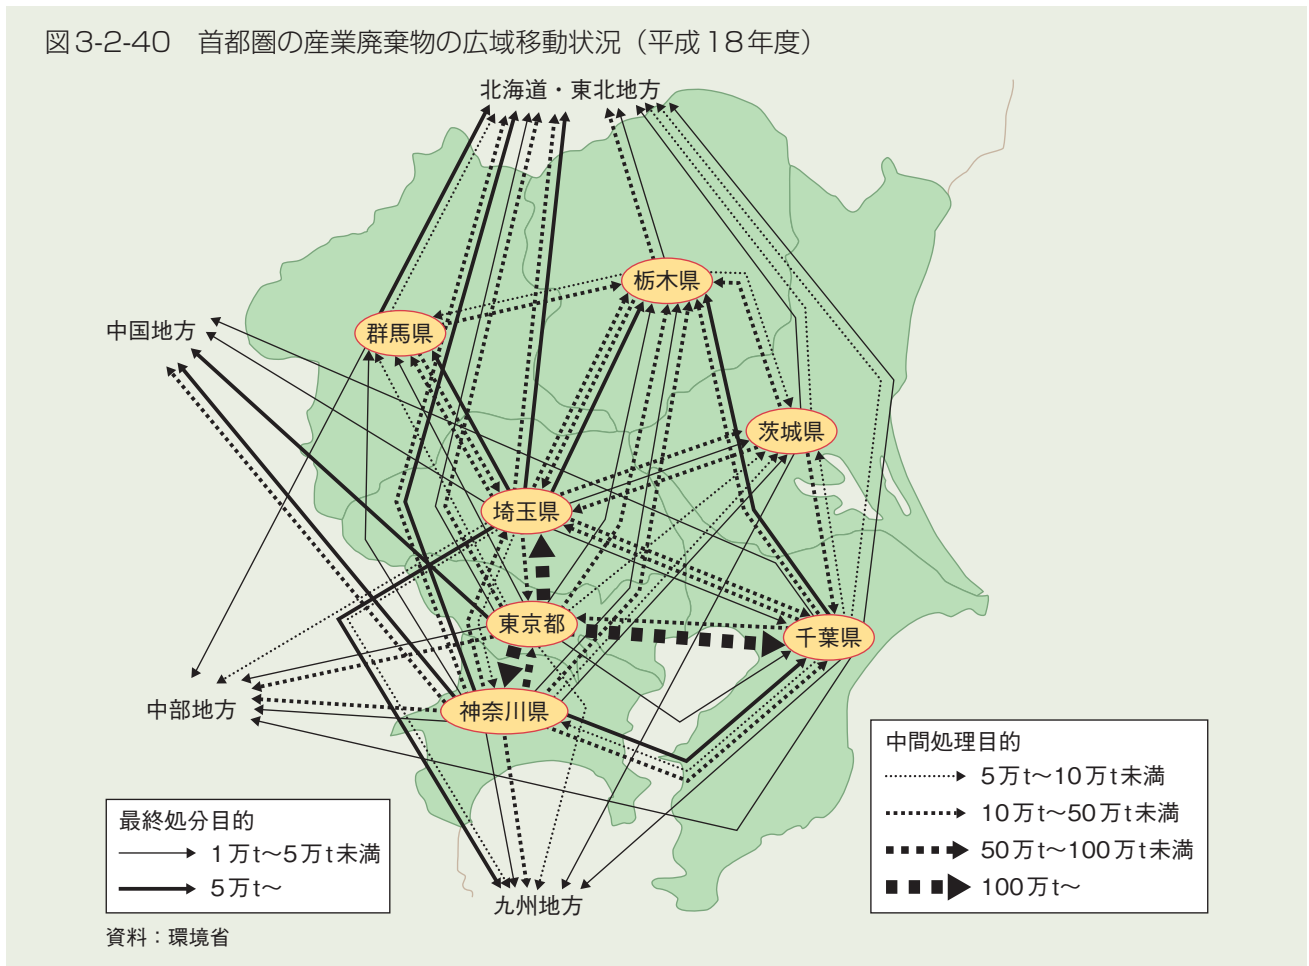 図3-2-40　首都圏の産業廃棄物の広域移動状況（平成18年度）
北海道・東北地方
栃木県
中国地方
群馬県
茨城県
埼玉県
東京都
千葉県
中部地方
神奈川県
中間処理目的
5万t～10万t未満
10万t～50万t未満
50万t～100万t未満
100万t～
最終処分目的
1万t～5万t未満
5万t～
九州地方
資料：環境省